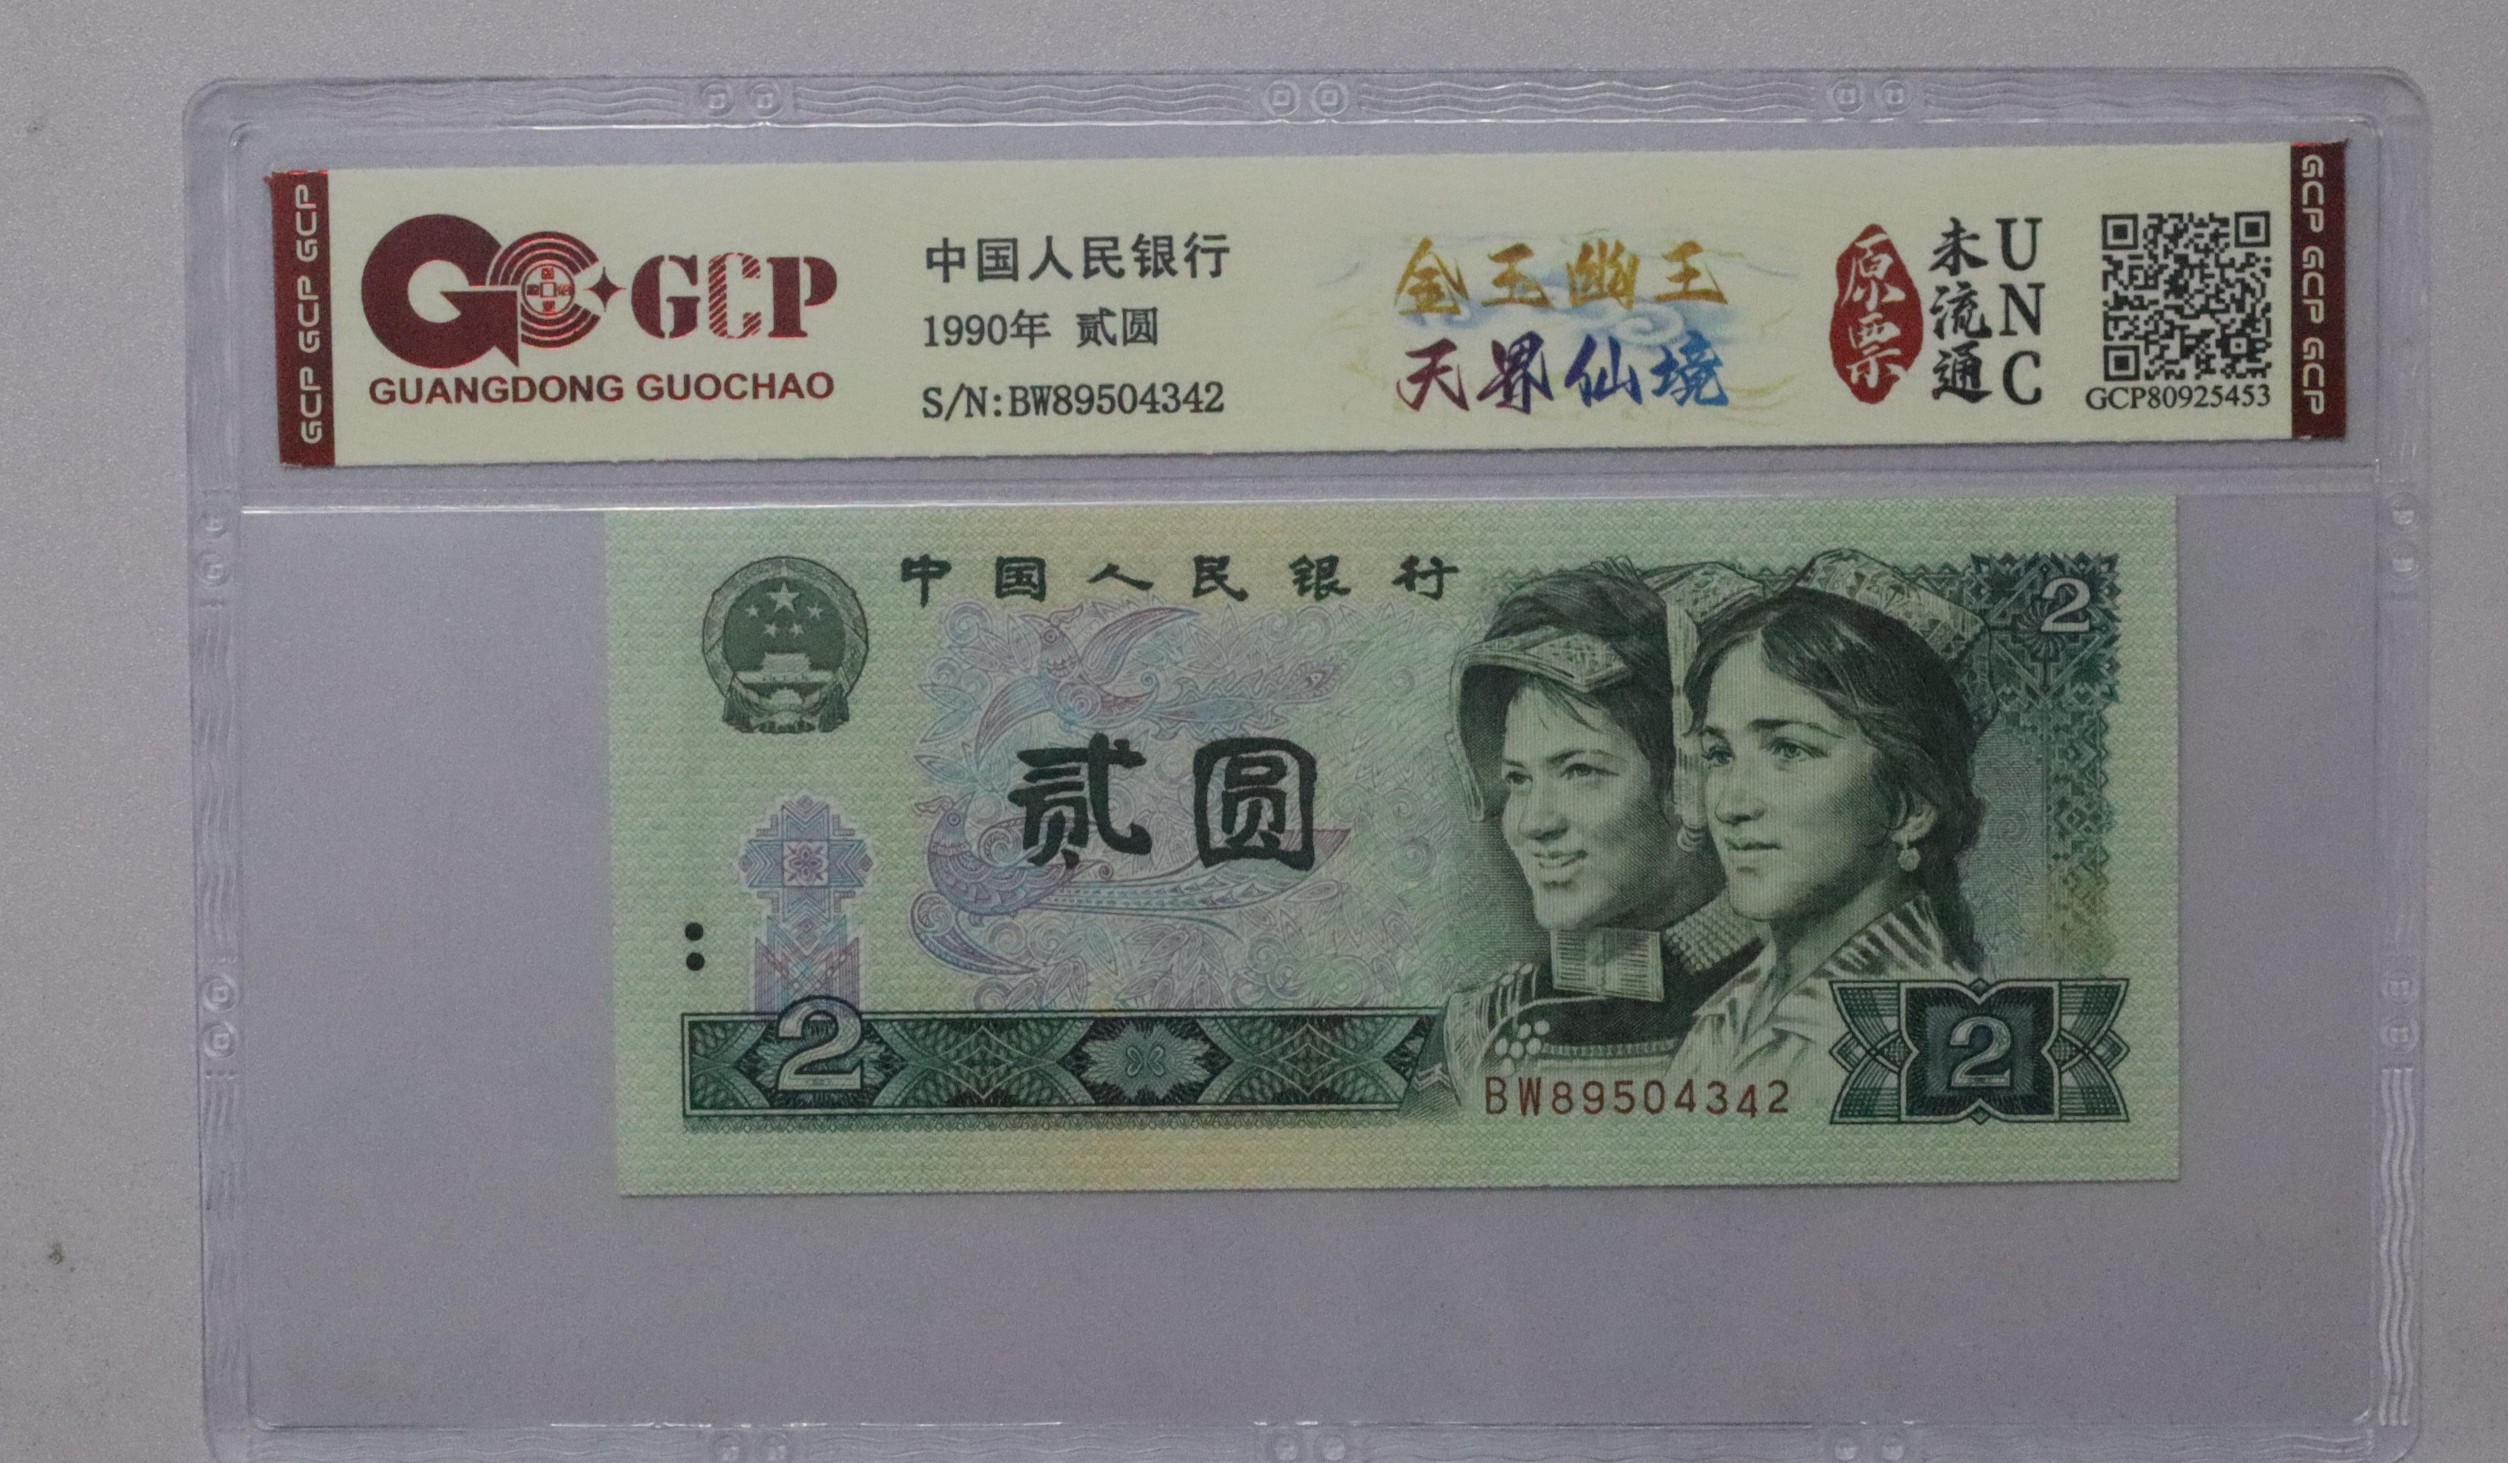 GCP GCP GCP
GCP
GUANGDONG GUOCHAO
中国人民银行
1990年 贰圆
S/N:BW89504342
金玉幽王
天界仙境
原票
未流通
UNC
GCP80925453
GCP GCP GCP
中国人民银行
2
贰圆
2
BW89504342
2